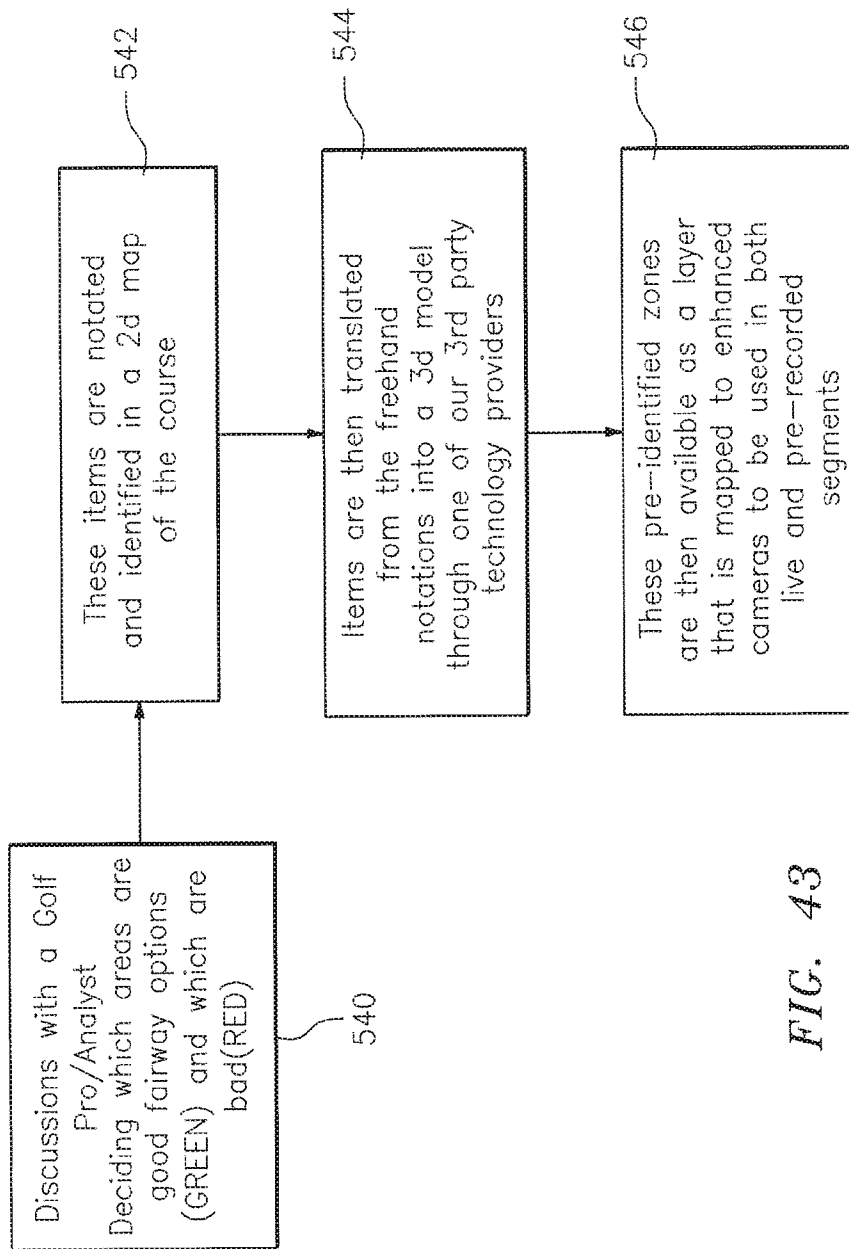 Discussions with a Golf
Pro/Analyst
Deciding which areas are
good fairway options
(GREEN) and which are
bad(RED)
540
These items are notated
and identified in a 2d map
of the course
542
Items are then translated
from the freehand
notations into a 3d model
through one of our 3rd party
technology providers
544
These pre-identified zones
are then available as a layer
that is mapped to enhanced
cameras to be used in both
live and pre-recorded
segments
546
FIG. 43